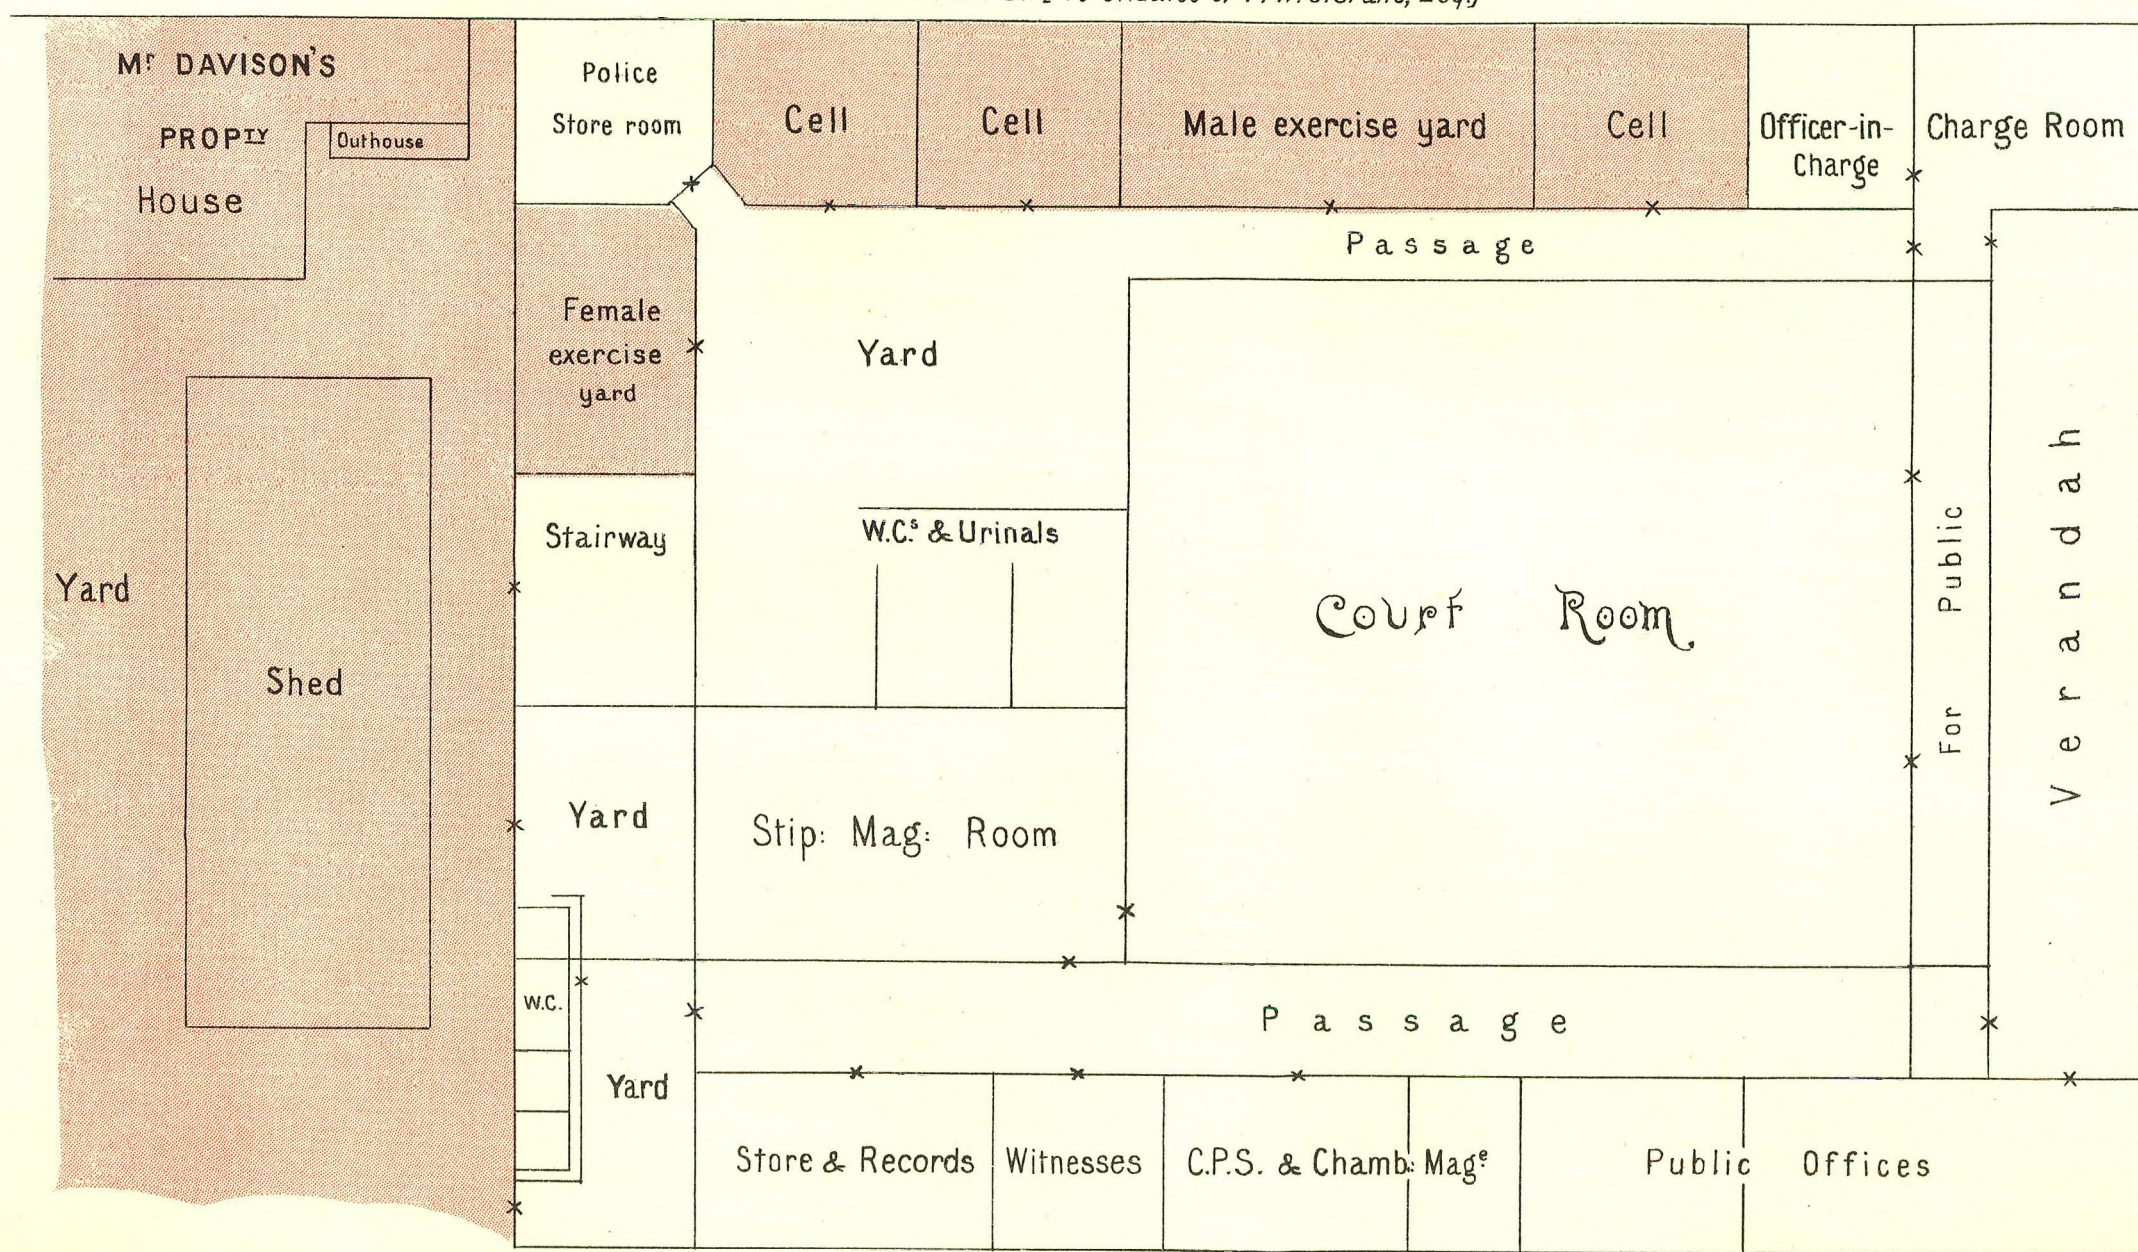 Mr DAVISON'S
PROPTY
House
Outhouse
Police
Store room
Cell
Cell
Male exercise yard
Cell
Officer-in-
Charge
Charge Room
Passage
Female
exercise
yard
Yard
Stairway
W.C.s & Urinals
Court Room
For Public
Verandah
Yard
Shed
Yard
Stip: Mag: Room
W.C.
Passage
Yard
Store & Records
Witnesses
C.P.S. & Chamb: Mage
Public Offices